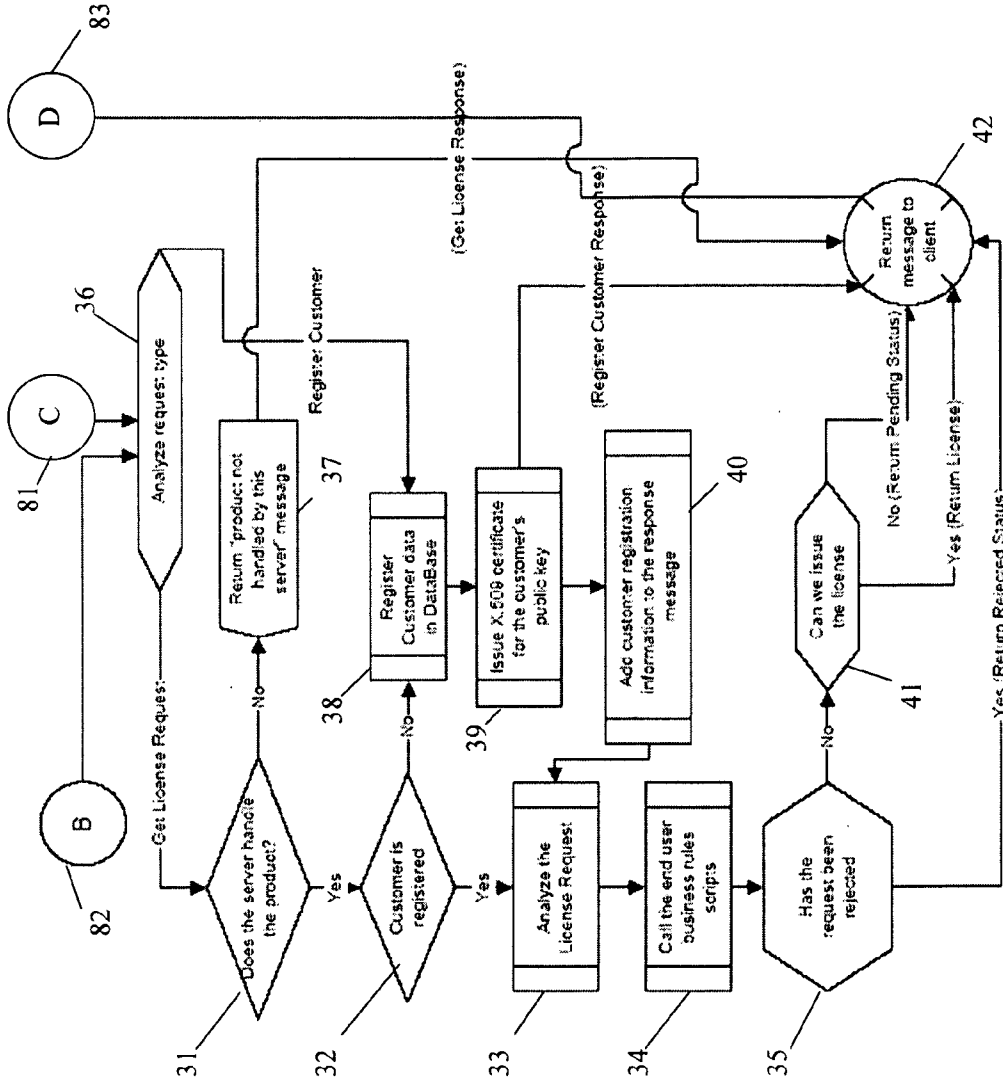 83
D
36
C
81
Analyze request type
B
82
Get License Request
(Get License Response)
Register Customer
Return "product not
handled by this
server" message
37
Does the server handle
the product?
No
31
Yes
Customer is
registered
No
32
Yes
Register
Customer data
in DataBase
38
Issue X.509 certificate
for the customer's
public key
39
(Register Customer Response)
Add customer registration
information to the response
message
40
Analyze the
License Request
33
Call the end user
business rules
scripts
34
Has the
request been
rejected
35
No
Can we issue
the license
41
No (Return Pending Status)
Yes (Return License)
Yes (Return Rejected Status)
Return
message to
client
42